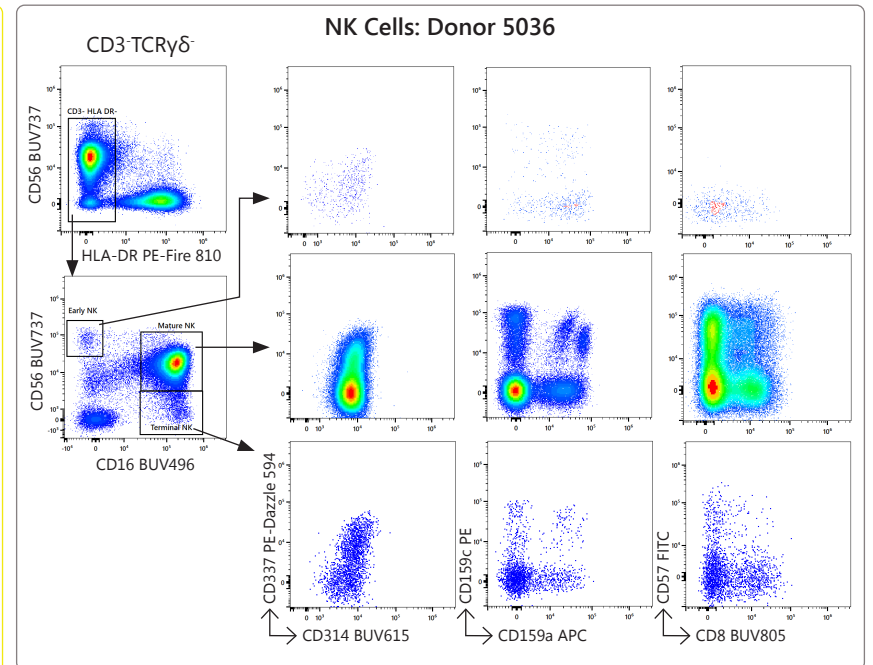 NK Cells: Donor 5036
CD3⁻TCRγδ⁻
CD56 BUV737
CD3- HLA DR-
HLA-DR PE-Fire 810
CD56 BUV737
Early NK
Mature NK
Terminal NK
CD16 BUV496
CD337 PE-Dazzle 594
CD314 BUV615
CD159c PE
CD159a APC
CD57 FITC
CD8 BUV805